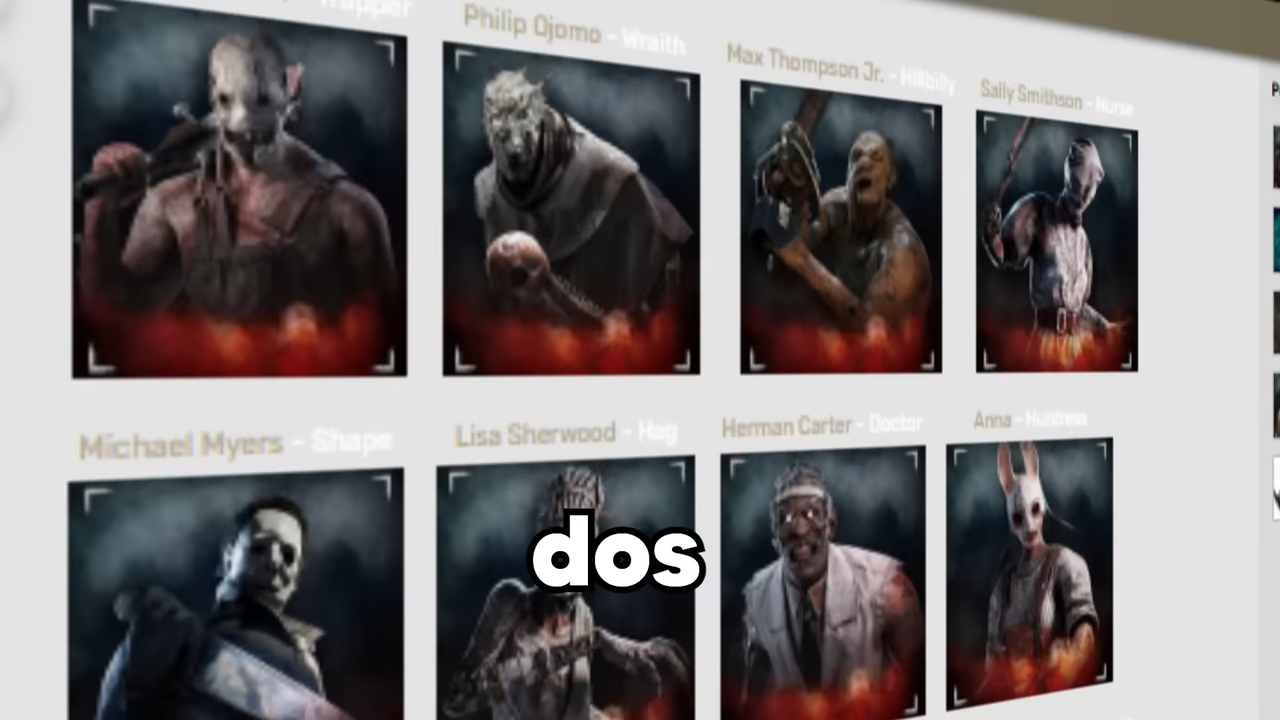 Trapper
Philip Ojomo - Wraith
Max Thompson Jr. - Hillbilly
Sally Smithson - Nurse
Michael Myers - Shape
Lisa Sherwood - Hag
Herman Carter - Doctor
Anna - Huntress
dos